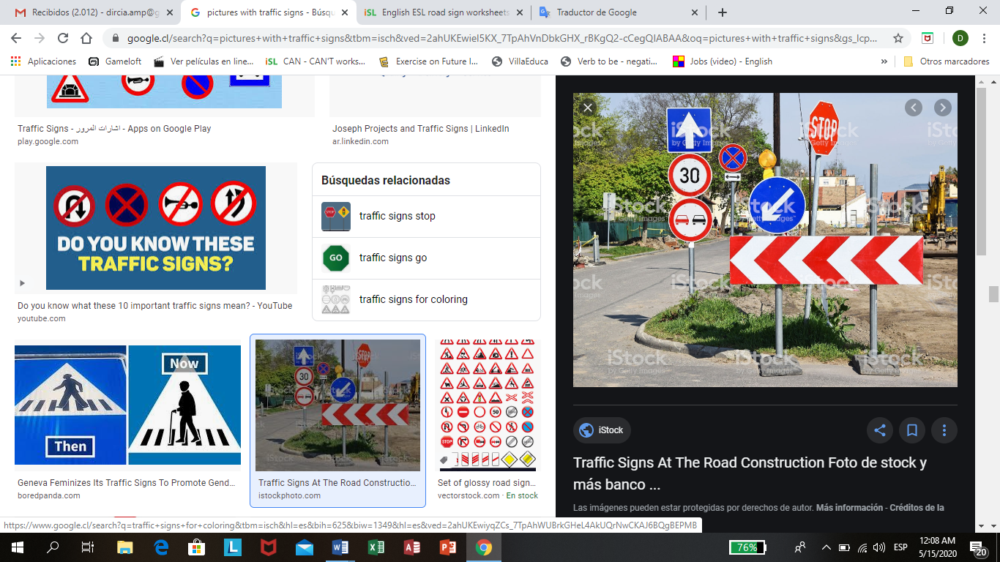 Recibidos (2.012) - dircia.amp@g
pictures with traffic signs - Búsqu
English ESL road sign worksheets
Traductor de Google
google.cl/search?q=pictures+with+traffic+signs&tbm=isch&ved=2ahUKEwiel5KX_7TpAhVnDbkGHX_rBKgQ2-cCegQIABAA&oq=pictures+with+traffic+signs&gs_lcp...
D
Aplicaciones
Gameloft
Ver películas en line...
iSL CAN - CAN'T works...
Exercise on Future I...
VillaEduca
Verb to be - negati...
Jobs (video) - English
»
Otros marcadores
Traffic Signs - اشارات المرور - Apps on Google Play
play.google.com
Joseph Projects and Traffic Signs | LinkedIn
ar.linkedin.com
DO YOU KNOW THESE
TRAFFIC SIGNS?
Do you know what these 10 important traffic signs mean? - YouTube
youtube.com
Búsquedas relacionadas
STOP
traffic signs stop
GO
traffic signs go
traffic signs for coloring
Then
Now
Geneva Feminizes Its Traffic Signs To Promote Gend...
boredpanda.com
30
STOP
iStock
Traffic Signs At The Road Constructio...
istockphoto.com
50
STOP
Set of glossy road sign...
vectorstock.com · En stock
STOP
30
iStock
by Getty Images™
iStock
Traffic Signs At The Road Construction Foto de stock y
más banco ...
Las imágenes pueden estar protegidas por derechos de autor. Más información - Créditos de la
https://www.google.cl/search?q=traffic+signs+for+coloring&tbm=isch&hl=es&bih=625&biw=1349&hl=es&ved=2ahUKEwiyqZCs_7TpAhWUBrkGHeL4AkUQrNwCKAJ6BQgBEPMB
76%
ESP
12:08 AM
5/15/2020
20